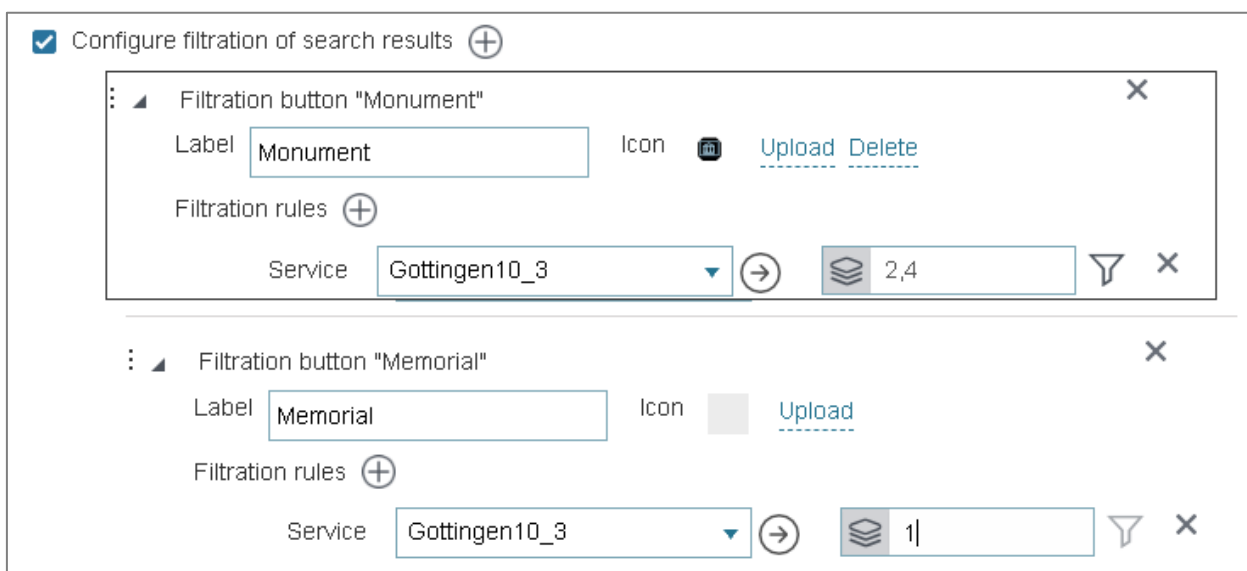 Configure filtration of search results
Filtration button "Monument"
Label Monument Icon Upload Delete
Filtration rules
Service Gottingen10_3 2,4
Filtration button "Memorial"
Label Memorial Icon Upload
Filtration rules
Service Gottingen10_3 1